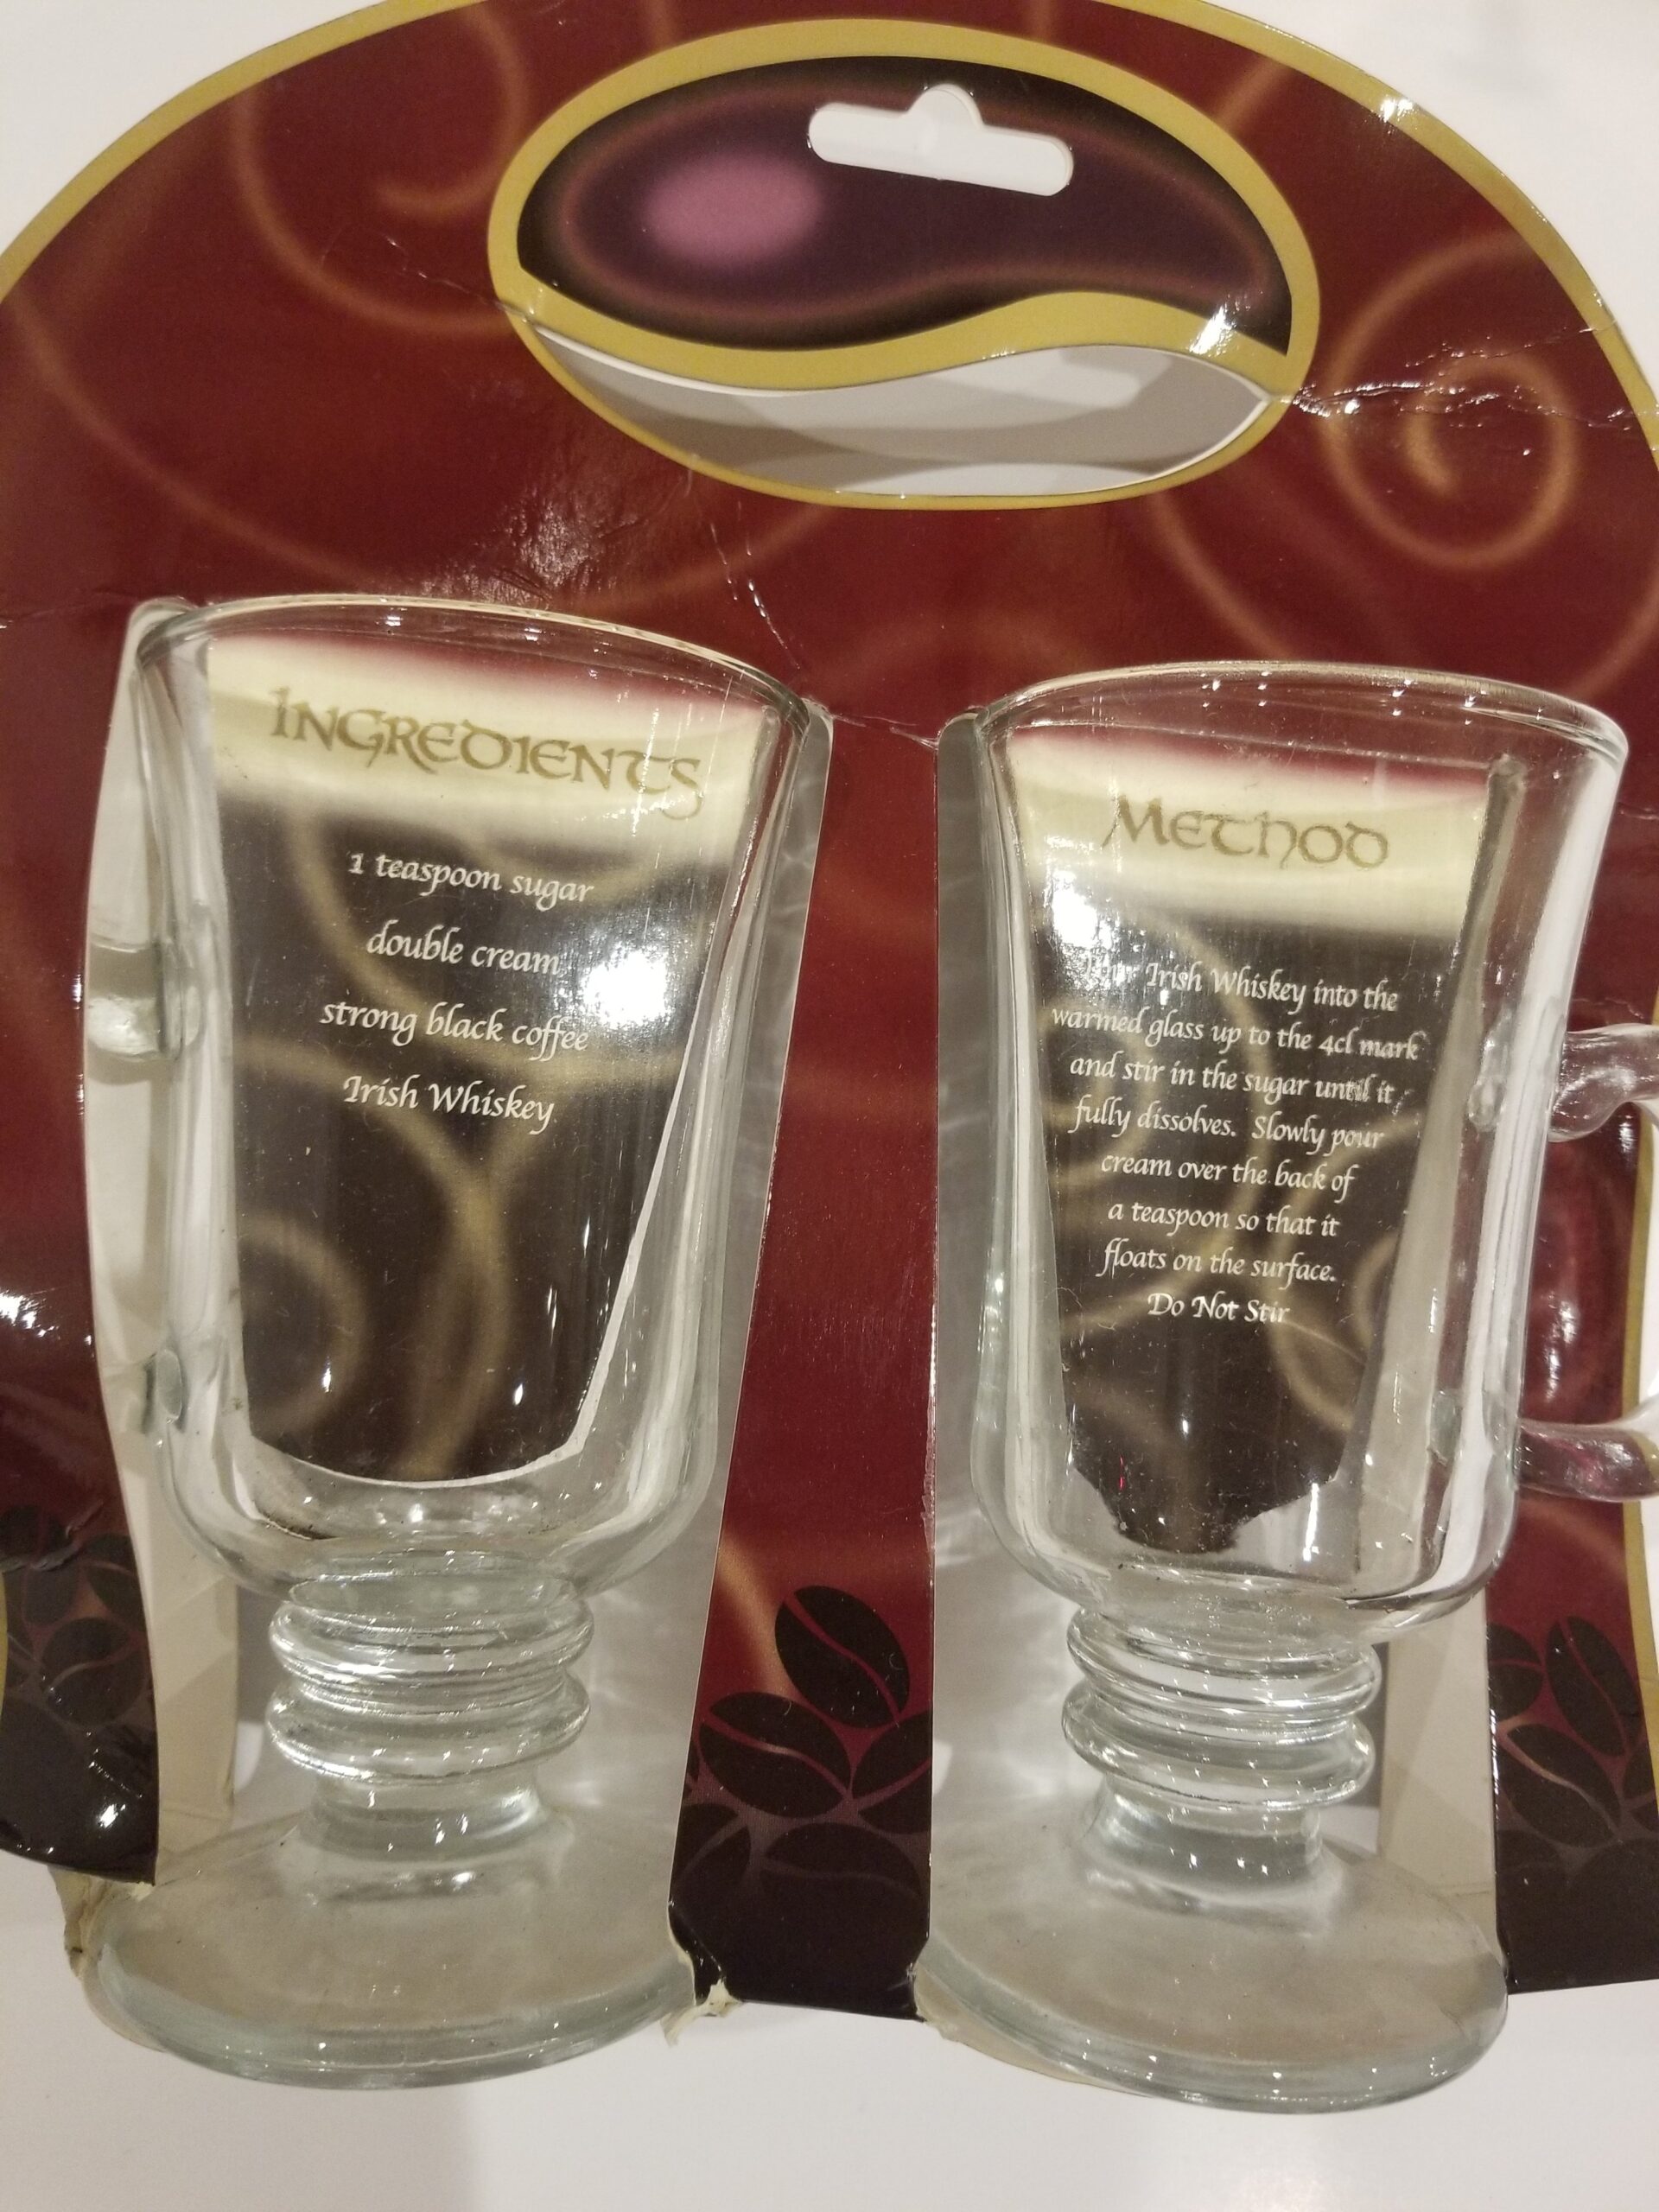 INGREDIENTS
1 teaspoon sugar
double cream
strong black coffee
Irish Whiskey
Method
Irish Whiskey into the
warmed glass up to the 4cl mark
and stir in the sugar until it
fully dissolves. Slowly pour
cream over the back of
a teaspoon so that it
floats on the surface.
Do Not Stir